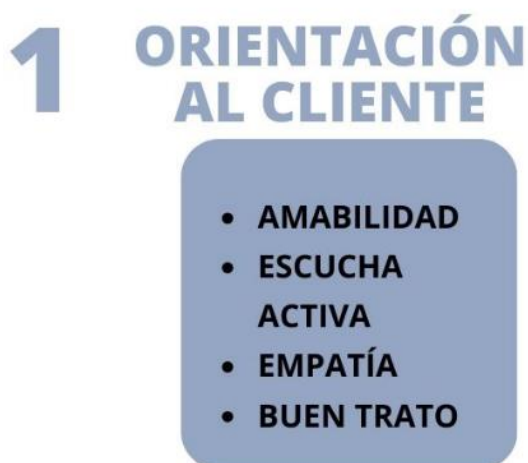 1 ORIENTACIÓN
AL CLIENTE
• AMABILIDAD
• ESCUCHA
ACTIVA
• EMPATÍA
• BUEN TRATO